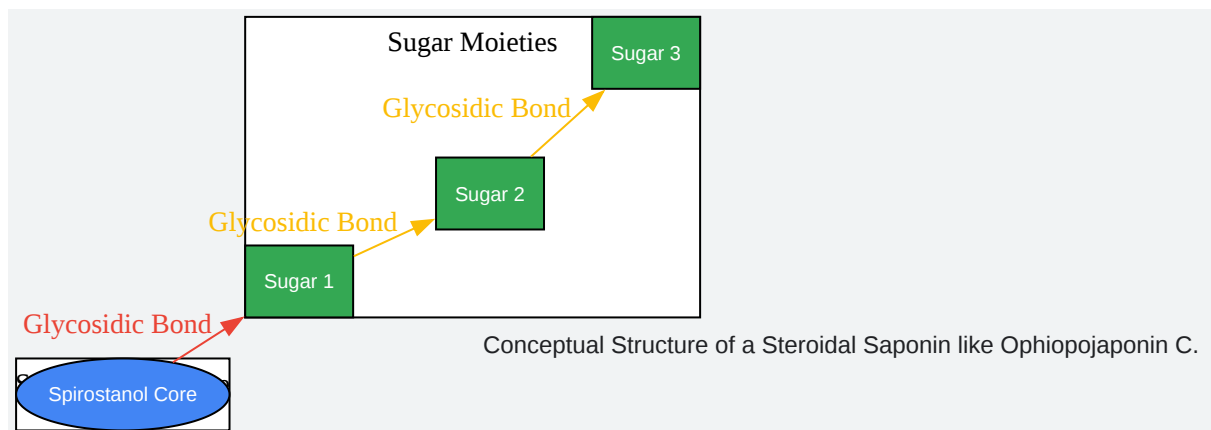 Sugar Moieties
Sugar 3
Glycosidic Bond
Sugar 2
Glycosidic Bond
Sugar 1
Glycosidic Bond
Conceptual Structure of a Steroidal Saponin like Ophiopojaponin C.
Spirostanol Core